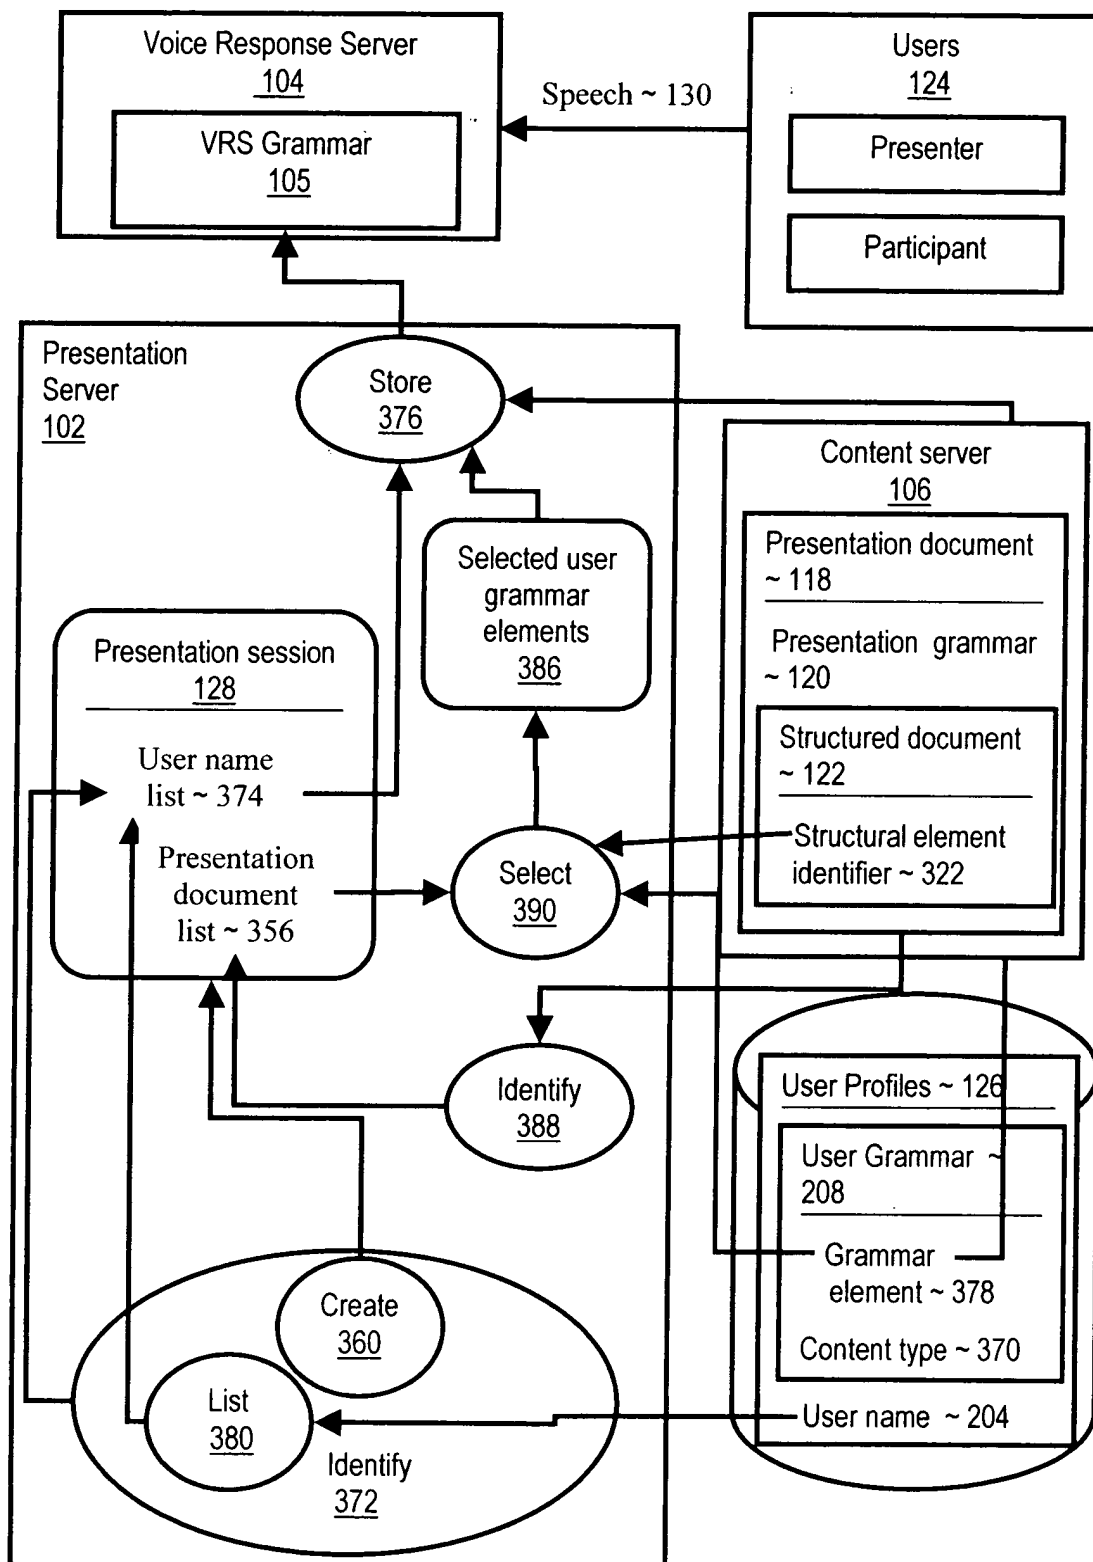 Voice Response Server
104
VRS Grammar
105
Speech ~ 130
Users
124
Presenter
Participant
Presentation
Server
102
Store
376
Content server
106
Presentation document
~ 118
Presentation grammar
~ 120
Structured document
~ 122
Structural element
identifier ~ 322
Selected user
grammar
elements
386
Presentation session
128
User name
list ~ 374
Presentation
document
list ~ 356
Select
390
Identify
388
User Profiles ~ 126
User Grammar ~
208
Grammar
element ~ 378
Content type ~ 370
User name ~ 204
Create
360
List
380
Identify
372